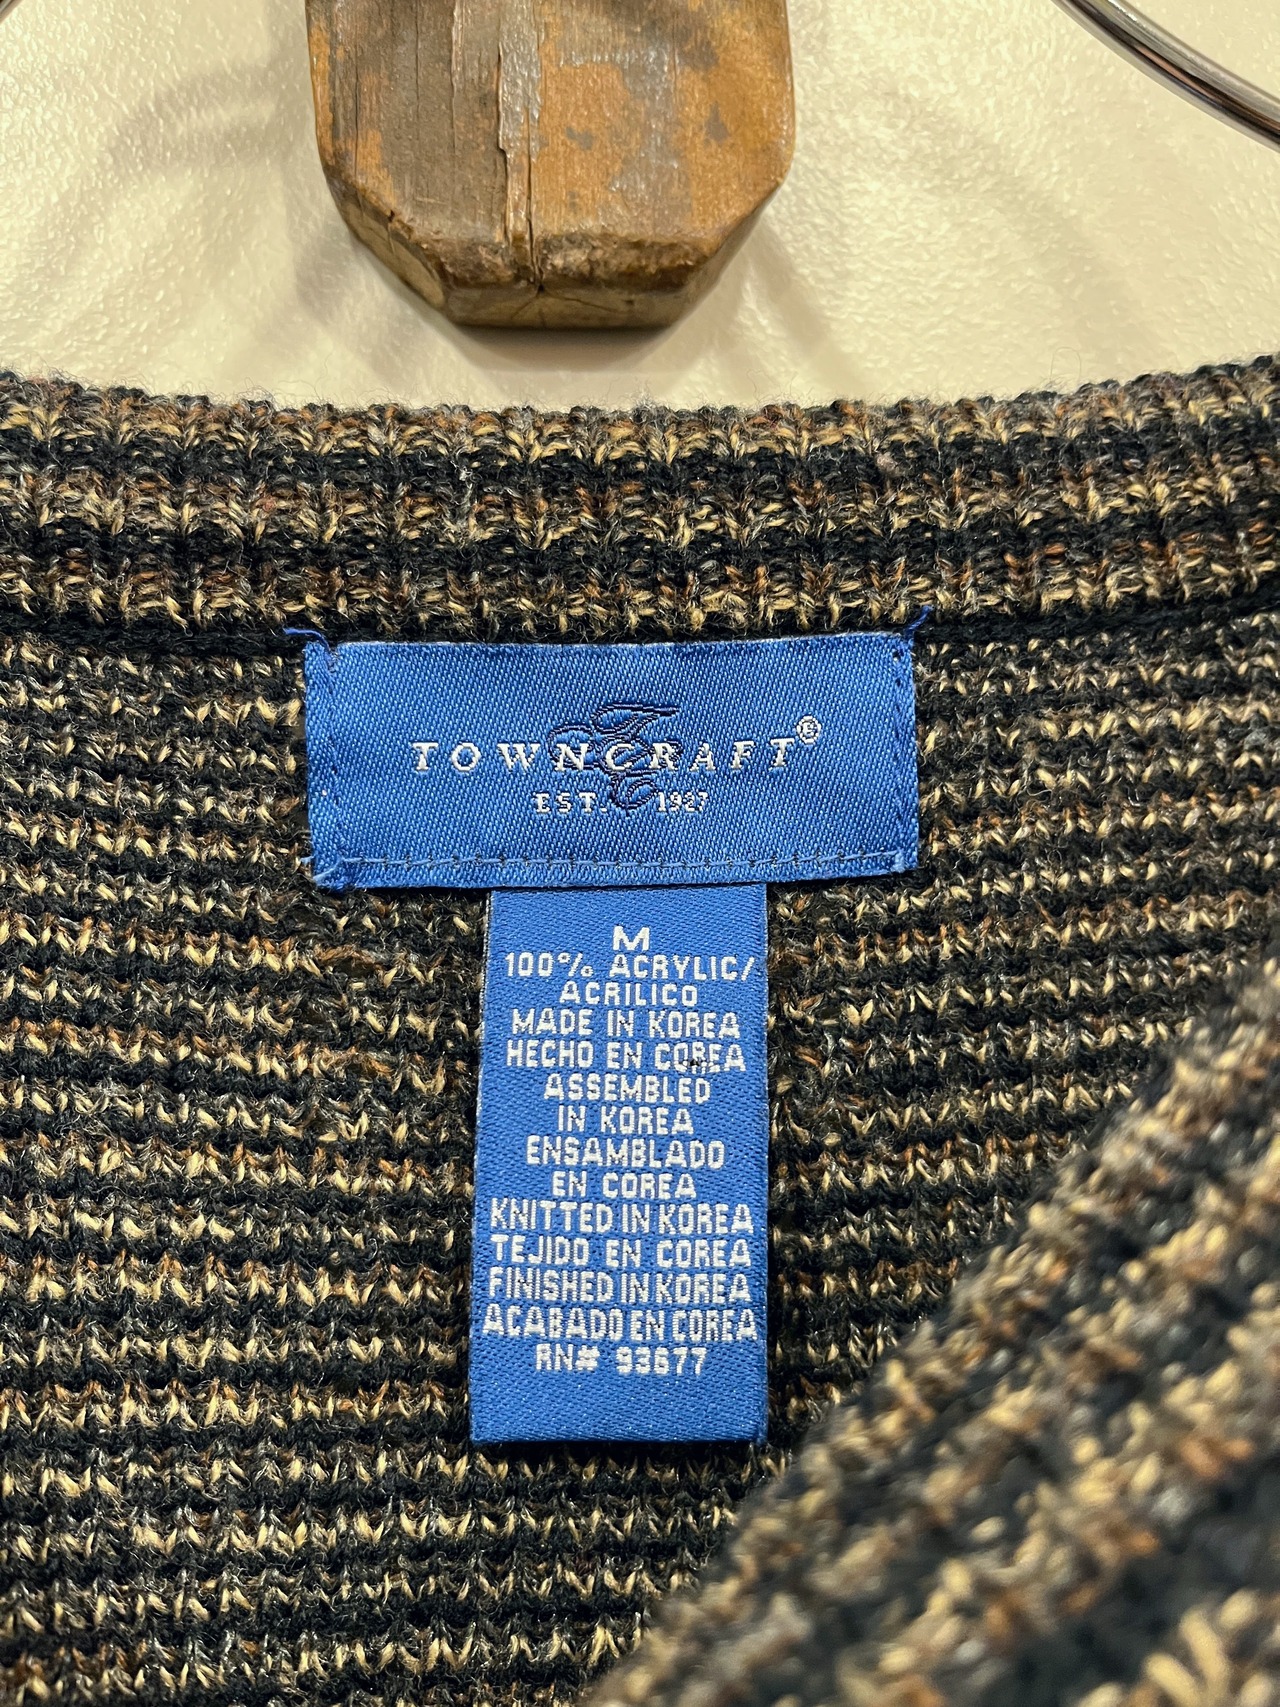 TOWNCRAFT®
EST. 1927
M
100% ACRYLIC/
ACRILICO
MADE IN KOREA
HECHO EN COREA
ASSEMBLED
IN KOREA
ENSAMBLADO
EN COREA
KNITTED IN KOREA
TEJIDO EN COREA
FINISHED IN KOREA
ACABADO EN COREA
RN# 93677